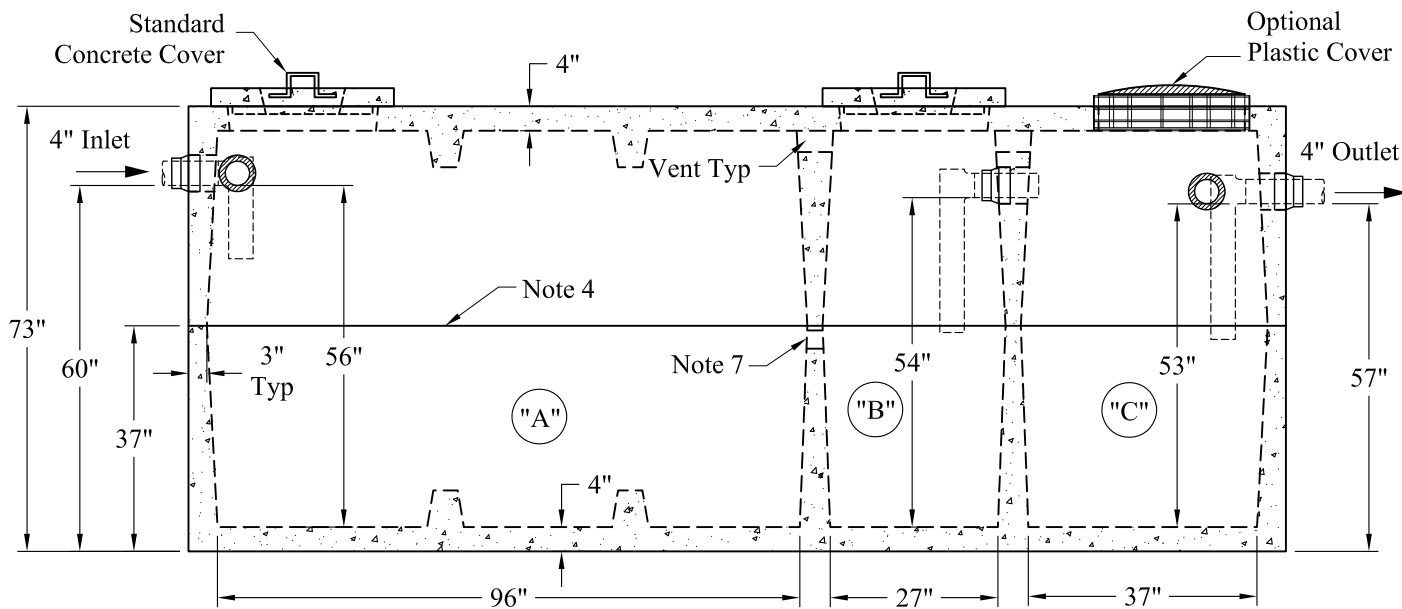 Standard
Concrete Cover
Optional
Plastic Cover
4"
4" Inlet
Vent Typ
4" Outlet
Note 4
73"
60"
3"
Typ
56"
Note 7
54"
53"
57"
37"
"A"
"B"
"C"
4"
96"
27"
37"